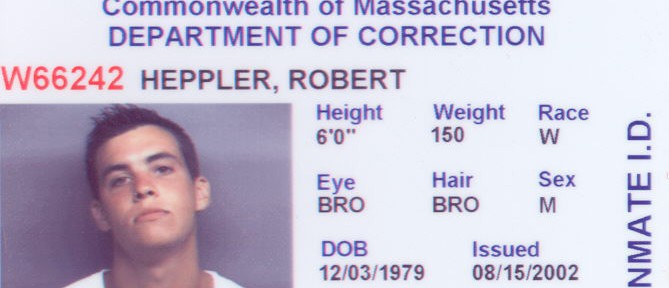 Commonwealth of Massachusetts
DEPARTMENT OF CORRECTION
W66242 HEPPLER, ROBERT
Height Weight Race
6'0" 150 W
Eye Hair Sex
BRO BRO M
DOB Issued
12/03/1979 08/15/2002
NMATE I.D.